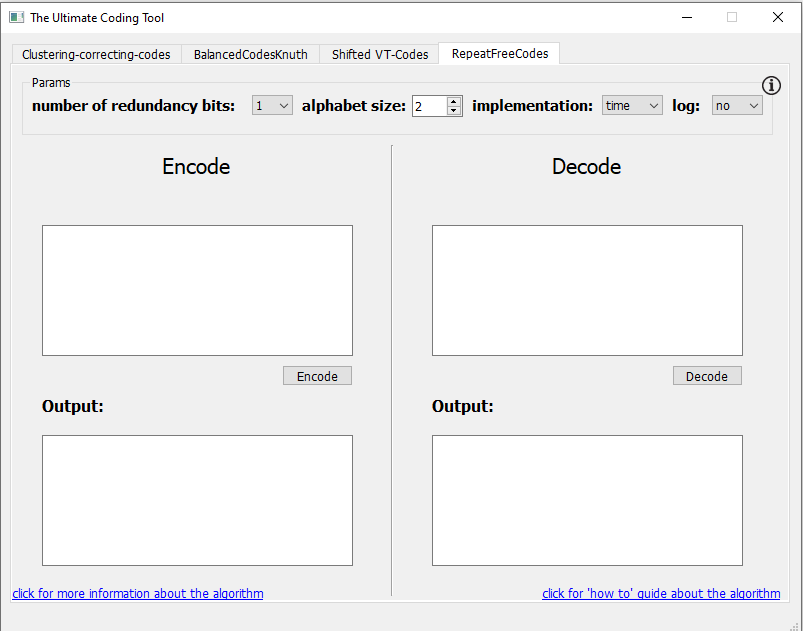 The Ultimate Coding Tool
Clustering-correcting-codes BalancedCodesKnuth Shifted VT-Codes RepeatFreeCodes
Params
number of redundancy bits: 1 alphabet size: 2 implementation: time log: no
Encode Decode
Encode Decode
Output: Output:
click for more information about the algorithm click for 'how to' guide about the algorithm